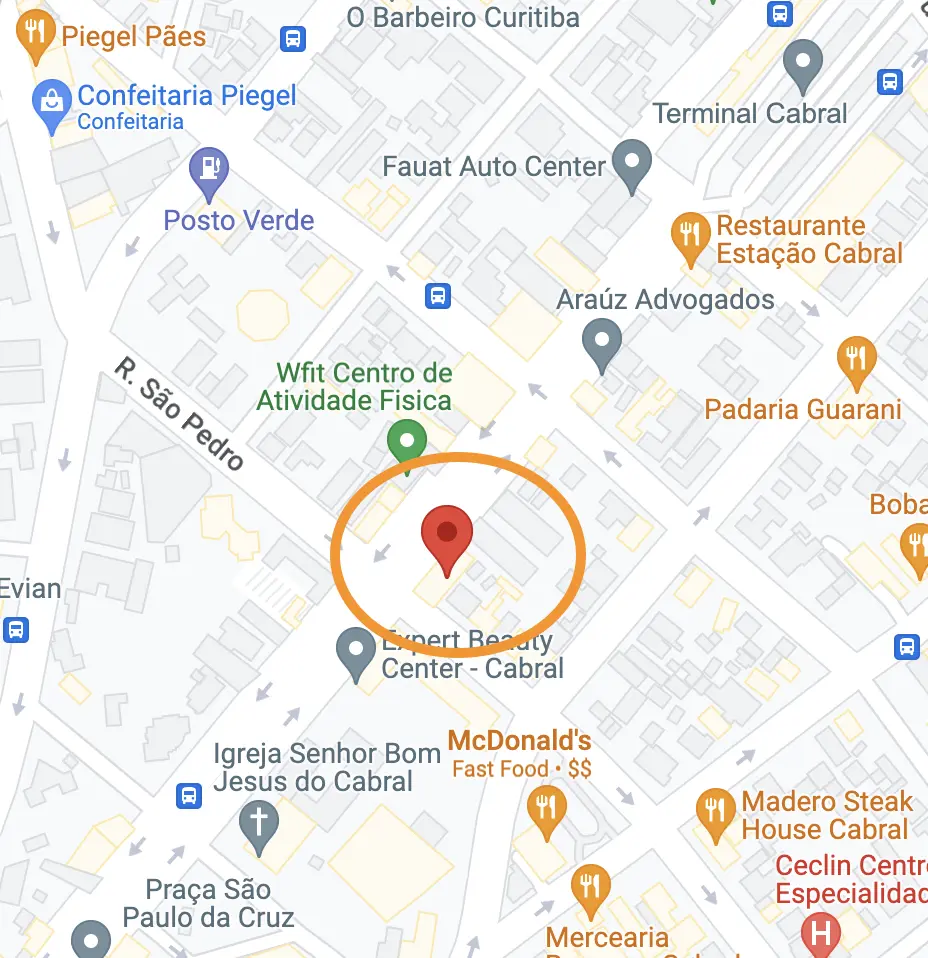 O Barbeiro Curitiba
Piegel Pães
Confeitaria Piegel
Confeitaria
Terminal Cabral
Fauat Auto Center
Posto Verde
Restaurante
Estação Cabral
Araúz Advogados
R. São Pedro
Wfit Centro de
Atividade Fisica
Padaria Guarani
Boba
Evian
Expert Beauty
Center - Cabral
McDonald's
Fast Food • $$
Igreja Senhor Bom
Jesus do Cabral
Madero Steak
House Cabral
Ceclin Centr
Especialidad
H
Praça São
Paulo da Cruz
Mercearia